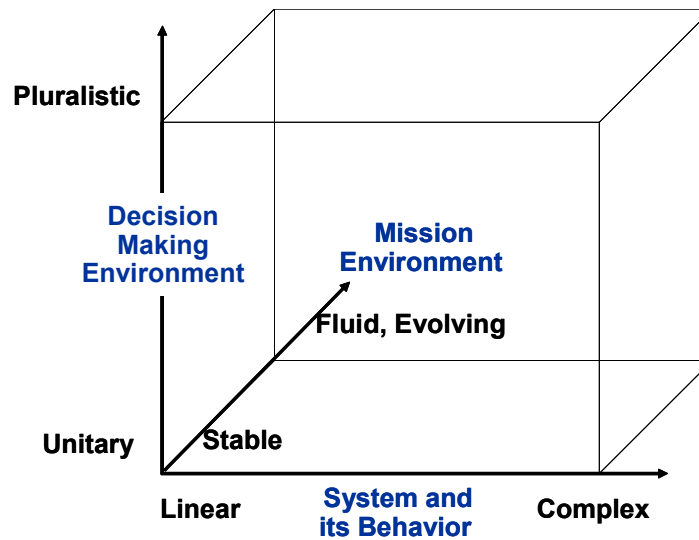 Pluralistic
Decision
Making
Environment
Mission
Environment
Fluid, Evolving
Unitary
Stable
Linear
System and
its Behavior
Complex